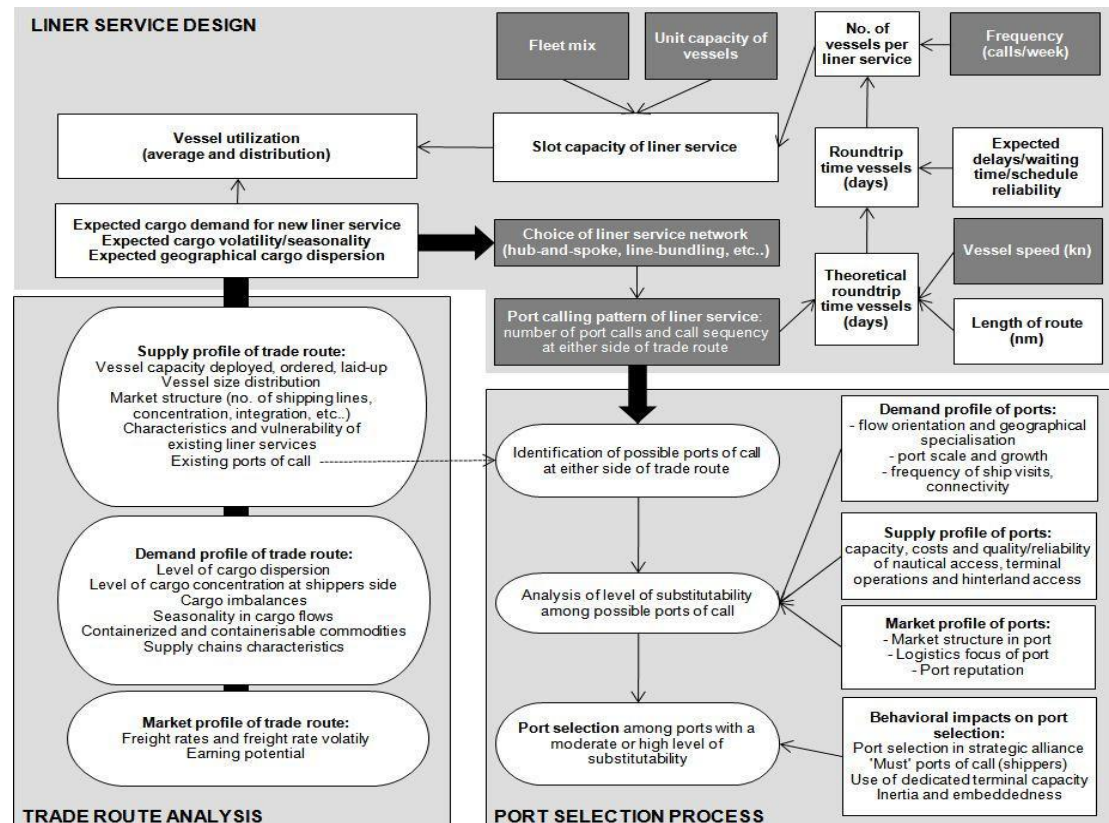 LINER SERVICE DESIGN
Fleet mix
Unit capacity of
vessels
No. of
vessels per
liner service
Frequency
(calls/week)
Vessel utilization
(average and distribution)
Slot capacity of liner service
Roundtrip
time vessels
(days)
Expected
delays/waiting
time/schedule
reliability
Expected cargo demand for new liner service
Expected cargo volatility/seasonality
Expected geographical cargo dispersion
Choice of liner service network
(hub-and-spoke, line-bundling, etc..)
Vessel speed (kn)
Theoretical
roundtrip
time vessels
(days)
Port calling pattern of liner service:
number of port calls and call sequency
at either side of trade route
Length of route
(nm)
Supply profile of trade route:
Vessel capacity deployed, ordered, laid-up
Vessel size distribution
Market structure (no. of shipping lines,
concentration, integration, etc..)
Characteristics and vulnerability of
existing liner services
Existing ports of call
Demand profile of trade route:
Level of cargo dispersion
Level of cargo concentration at shippers side
Cargo imbalances
Seasonality in cargo flows
Containerized and containerisable commodities
Supply chains characteristics
Market profile of trade route:
Freight rates and freight rate volatily
Earning potential
TRADE ROUTE ANALYSIS
Identification of possible ports of call
at either side of trade route
Analysis of level of substitutability
among possible ports of call
Port selection among ports with a
moderate or high level of
substitutability
Demand profile of ports:
- flow orientation and geographical
specialisation
- port scale and growth
- frequency of ship visits,
connectivity
Supply profile of ports:
capacity, costs and quality/reliability
of nautical access, terminal
operations and hinterland access
Market profile of ports:
- Market structure in port
- Logistics focus of port
- Port reputation
Behavioral impacts on port
selection:
Port selection in strategic alliance
'Must' ports of call (shippers)
Use of dedicated terminal capacity
Inertia and embeddedness
PORT SELECTION PROCESS